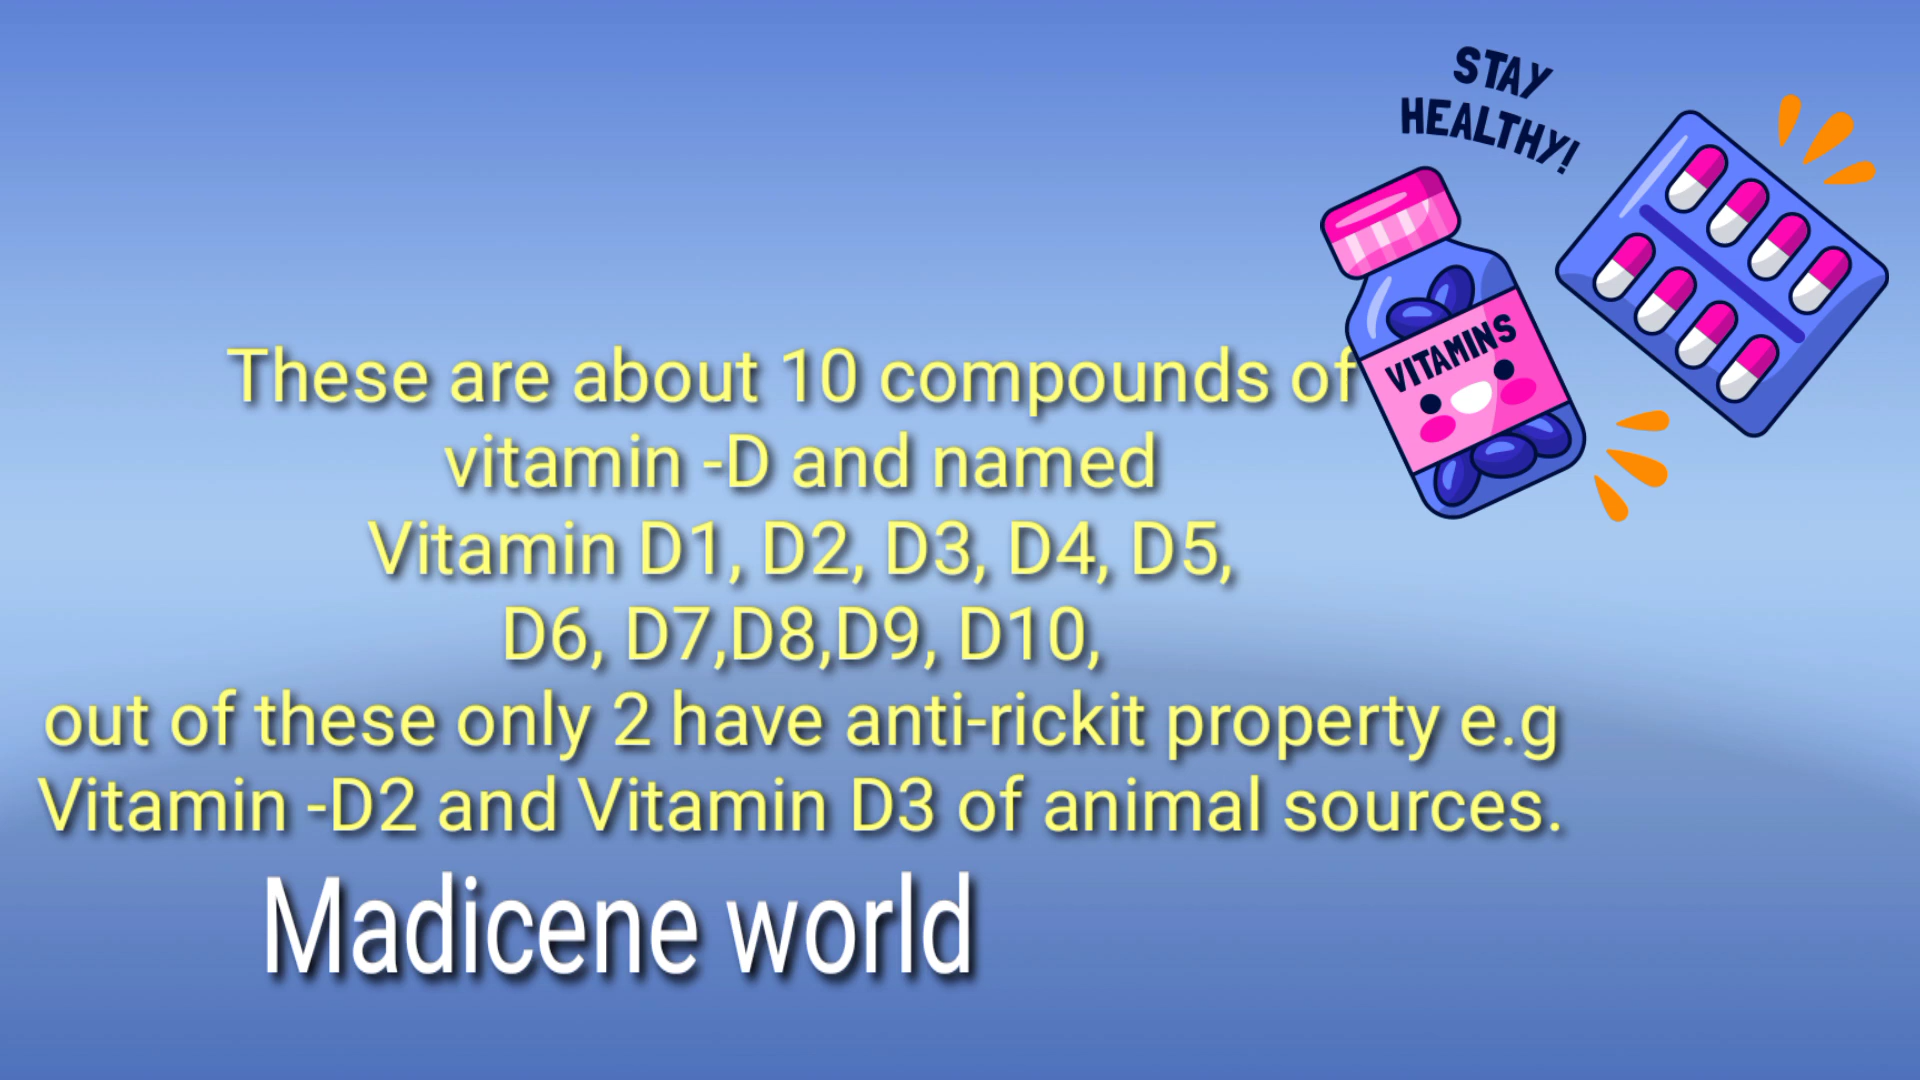 STAY
HEALTHY!
VITAMINS
These are about 10 compounds of
vitamin -D and named
Vitamin D1, D2, D3, D4, D5,
D6, D7,D8,D9, D10,
out of these only 2 have anti-rickit property e.g
Vitamin -D2 and Vitamin D3 of animal sources.
Madicene world